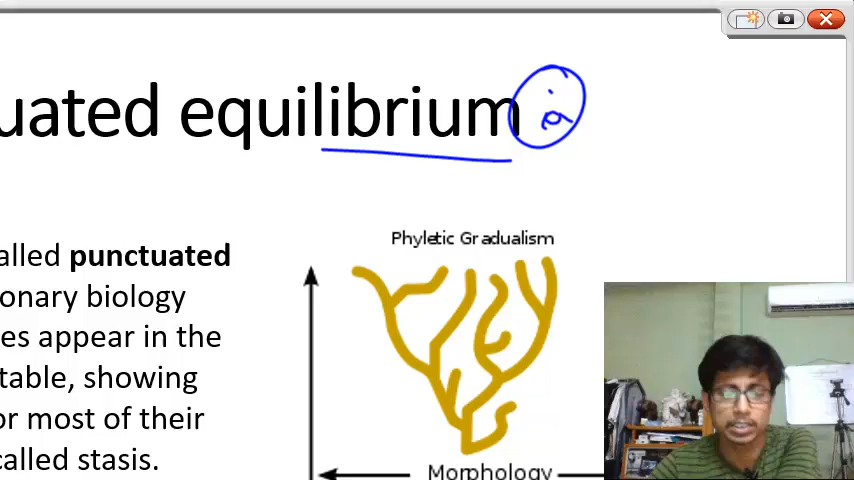 uated equilibrium
alled punctuated
onary biology
es appear in the
table, showing
or most of their
called stasis.
Phyletic Gradualism
Morphology